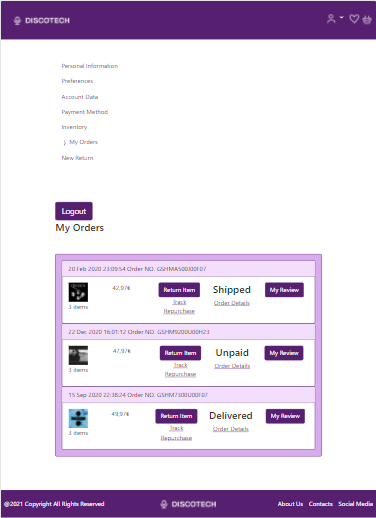 DISCOTECH
Personal Information
Preferences
Account Data
Payment Method
Inventory
My Orders
New Return
Logout
My Orders
20 Feb 2020 23:09:54 Order NO. GSHMA500J00F07
42,97€ Return Item Shipped My Review
Track Order Details
3 items Repurchase
22 Dec 2020 16:01:12 Order NO. GSHM9200U00H23
47,97€ Return Item Unpaid My Review
Track Order Details
3 items Repurchase
15 Sep 2020 22:38:24 Order NO. GSHM7300U00F07
49,97€ Return Item Delivered My Review
Track Order Details
3 items Repurchase
@2021 Copyright All Rights Reserved DISCOTECH About Us Contacts Social Media